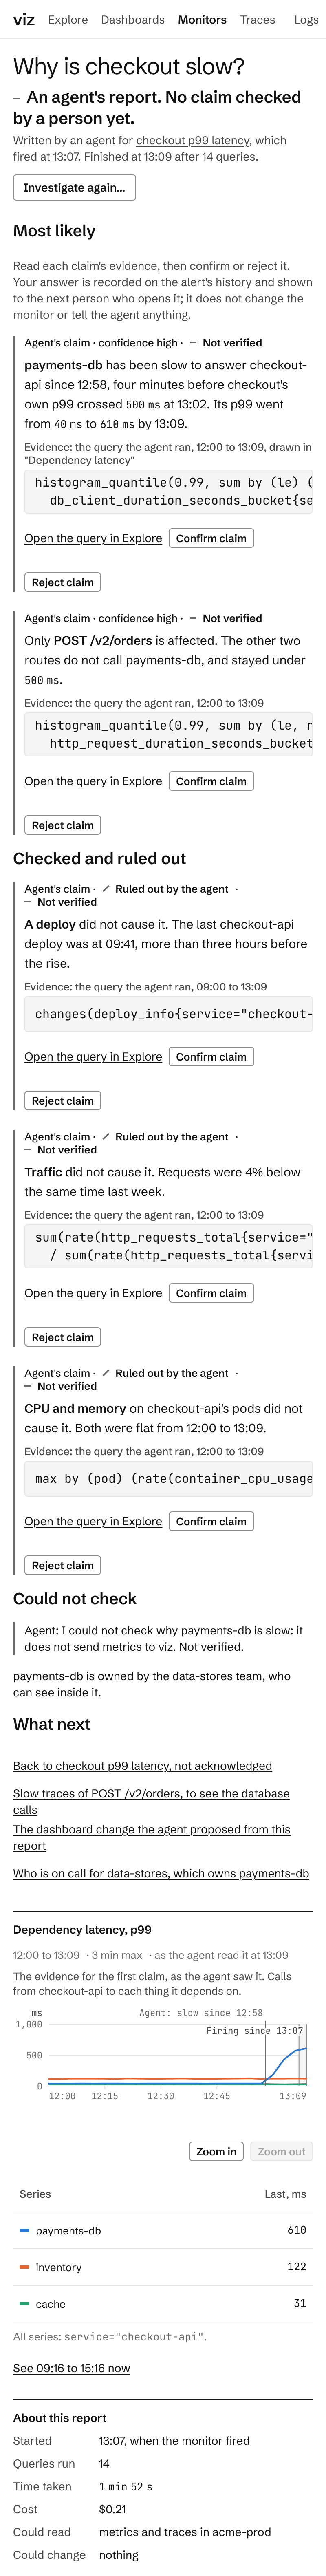 viz Explore Dashboards Monitors Traces Logs
Why is checkout slow?
– An agent's report. No claim checked
by a person yet.
Written by an agent for checkout p99 latency, which
fired at 13:07. Finished at 13:09 after 14 queries.
Investigate again...
Most likely
Read each claim's evidence, then confirm or reject it.
Your answer is recorded on the alert's history and shown
to the next person who opens it; it does not change the
monitor or tell the agent anything.
Agent's claim · confidence high · – Not verified
payments-db has been slow to answer checkout-
api since 12:58, four minutes before checkout's
own p99 crossed 500 ms at 13:02. Its p99 went
from 40 ms to 610 ms by 13:09.
Evidence: the query the agent ran, 12:00 to 13:09, drawn in
"Dependency latency"
histogram_quantile(0.99, sum by (le) (
db_client_duration_seconds_bucket{se
Open the query in Explore Confirm claim
Reject claim
Agent's claim · confidence high · – Not verified
Only POST /v2/orders is affected. The other two
routes do not call payments-db, and stayed under
500 ms.
Evidence: the query the agent ran, 12:00 to 13:09
histogram_quantile(0.99, sum by (le, r
http_request_duration_seconds_bucket
Open the query in Explore Confirm claim
Reject claim
Checked and ruled out
Agent's claim · Ruled out by the agent ·
– Not verified
A deploy did not cause it. The last checkout-api
deploy was at 09:41, more than three hours before
the rise.
Evidence: the query the agent ran, 09:00 to 13:09
changes(deploy_info{service="checkout-
Open the query in Explore Confirm claim
Reject claim
Agent's claim · Ruled out by the agent ·
– Not verified
Traffic did not cause it. Requests were 4% below
the same time last week.
Evidence: the query the agent ran, 12:00 to 13:09
sum(rate(http_requests_total{service="
/ sum(rate(http_requests_total{servi
Open the query in Explore Confirm claim
Reject claim
Agent's claim · Ruled out by the agent ·
– Not verified
CPU and memory on checkout-api's pods did not
cause it. Both were flat from 12:00 to 13:09.
Evidence: the query the agent ran, 12:00 to 13:09
max by (pod) (rate(container_cpu_usage
Open the query in Explore Confirm claim
Reject claim
Could not check
Agent: I could not check why payments-db is slow: it
does not send metrics to viz. Not verified.
payments-db is owned by the data-stores team, who
can see inside it.
What next
Back to checkout p99 latency, not acknowledged
Slow traces of POST /v2/orders, to see the database
calls
The dashboard change the agent proposed from this
report
Who is on call for data-stores, which owns payments-db
Dependency latency, p99
12:00 to 13:09 · 3 min max · as the agent read it at 13:09
The evidence for the first claim, as the agent saw it. Calls
from checkout-api to each thing it depends on.
ms Agent: slow since 12:58
1,000 Firing since 13:07
500
0
12:00 12:15 12:30 12:45 13:09
Zoom in Zoom out
Series Last, ms
payments-db 610
inventory 122
cache 31
All series: service="checkout-api".
See 09:16 to 15:16 now
About this report
Started 13:07, when the monitor fired
Queries run 14
Time taken 1 min 52 s
Cost $0.21
Could read metrics and traces in acme-prod
Could change nothing